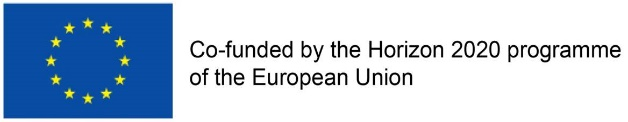 Co-funded by the Horizon 2020 programme
of the European Union